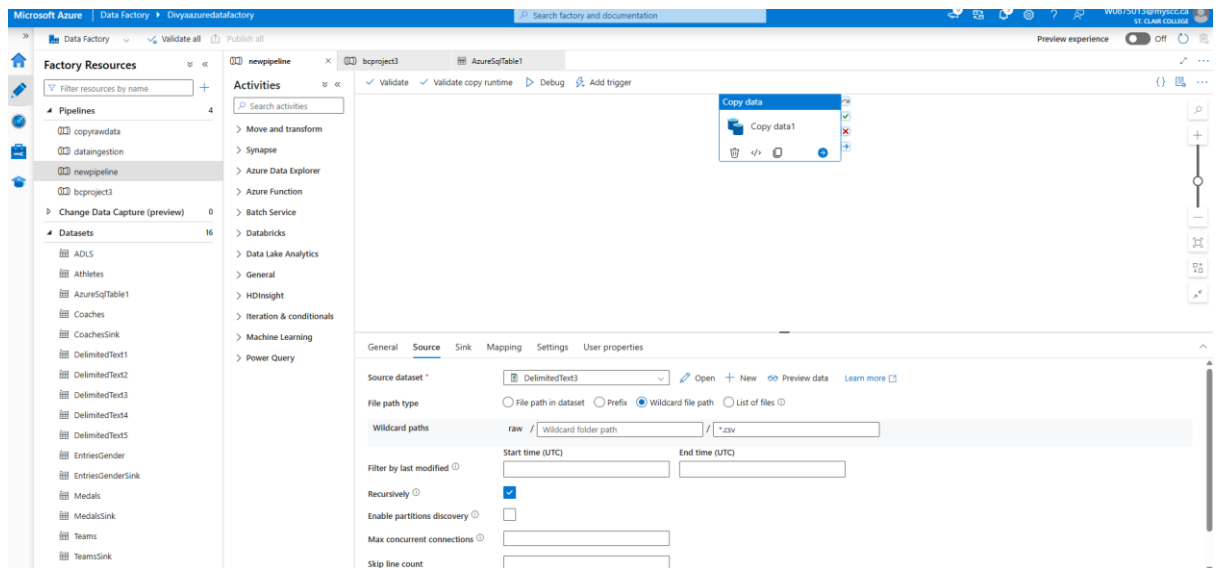 Microsoft Azure | Data Factory ▸ Divyaazuredatafactory
Search factory and documentation
W0875013@myscc.ca
ST. CLAIR COLLEGE
Data Factory
Validate all
Publish all
Preview experience
Off
Factory Resources
Filter resources by name
Pipelines 4
copyrawdata
dataingestion
newpipeline
bcproject3
Change Data Capture (preview) 0
Datasets 16
ADLS
Athletes
AzureSqlTable1
Coaches
CoachesSink
DelimitedText1
DelimitedText2
DelimitedText3
DelimitedText4
DelimitedText5
EntriesGender
EntriesGenderSink
Medals
MedalsSink
Teams
TeamsSink
newpipeline
bcproject3
AzureSqlTable1
Activities
Search activities
Move and transform
Synapse
Azure Data Explorer
Azure Function
Batch Service
Databricks
Data Lake Analytics
General
HDInsight
Iteration & conditionals
Machine Learning
Power Query
Validate Validate copy runtime Debug Add trigger
Copy data
Copy data1
General Source Sink Mapping Settings User properties
Source dataset * DelimitedText3 Open New Preview data Learn more
File path type File path in dataset Prefix Wildcard file path List of files
Wildcard paths raw / Wildcard folder path / *.csv
Start time (UTC) End time (UTC)
Filter by last modified
Recursively
Enable partitions discovery
Max concurrent connections
Skip line count